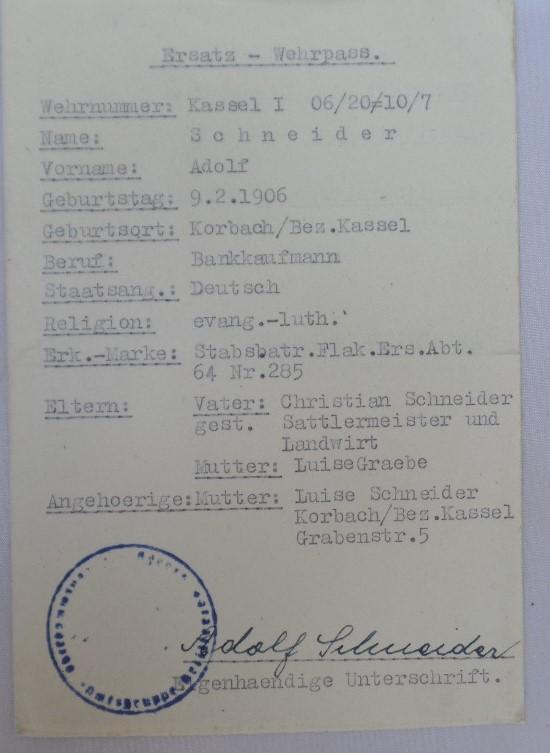 Ersatz - Wehrpass.
Wehrnummer: Kassel I 06/20≠10/7
Name: S c h n e i d e r
Vorname: Adolf
Geburtstag: 9.2.1906
Geburtsort: Korbach/Bez.Kassel
Beruf: Bankkaufmann
Staatsang.: Deutsch
Religion: evang.-luth.
Erk.-Marke: Stabsbatr.Flak.Ers.Abt.
64 Nr.285
Eltern: Vater: Christian Schneider
gest. Sattlermeister und
Landwirt
Mutter: LuiseGraebe
Angehoerige:Mutter: Luise Schneider
Korbach/Bez.Kassel
Grabenstr.5
Adolf Schneider
Eigenhaendige Unterschrift.